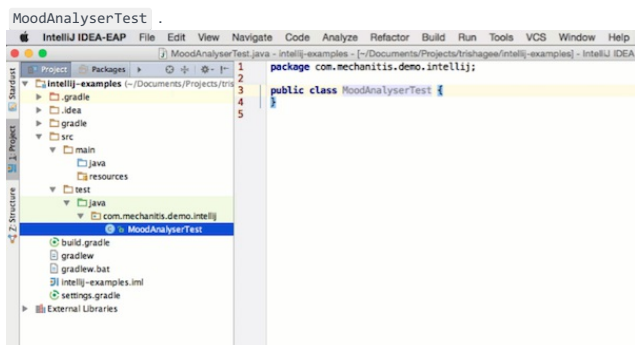 MoodAnalyserTest .
IntelliJ IDEA-EAP File Edit View Navigate Code Analyze Refactor Build Run Tools VCS Window Help
MoodAnalyserTest.java - intellij-examples - [~/Documents/Projects/trishagee/intellij-examples] - IntelliJ IDEA
Stardust
1: Project
7: Structure
Project Packages
intellij-examples (~/Documents/Projects/tris
.gradle
.idea
gradle
src
main
java
resources
test
java
com.mechanitis.demo.intellij
MoodAnalyserTest
build.gradle
gradlew
gradlew.bat
intellij-examples.iml
settings.gradle
External Libraries
1 package com.mechanitis.demo.intellij;
2
3 public class MoodAnalyserTest {
4 }
5